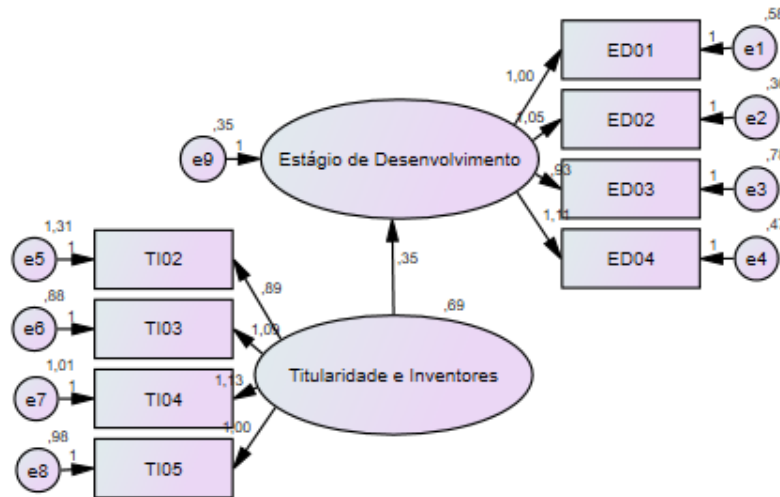 ED01
1
e1
1,00
ED02
1
e2
1,05
,35
e9
1
Estágio de Desenvolvimento
ED03
1
e3
,93
ED04
1
e4
1,11
,35
1,31
e5
1
TI02
,89
,88
e6
1
TI03
1,09
,69
Titularidade e Inventores
1,01
e7
1
TI04
1,13
,98
e8
1
TI05
1,00